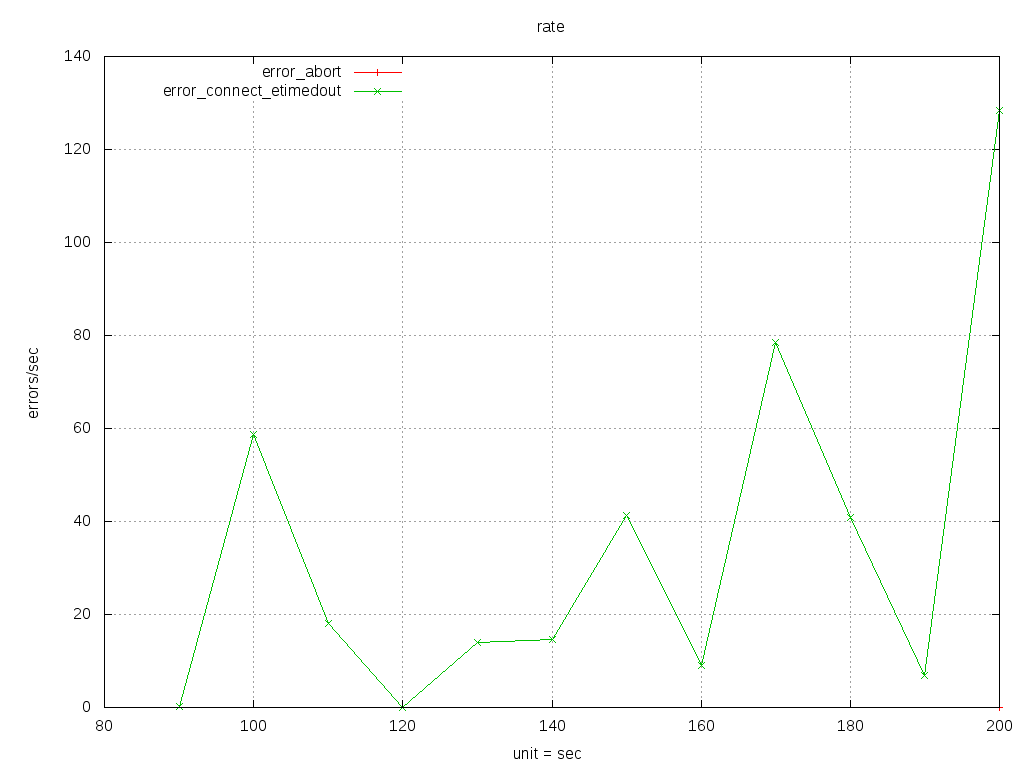 rate
140
error_abort
error_connect_etimedout
120
100
80
60
40
20
0
errors/sec
80 100 120 140 160 180 200
unit = sec